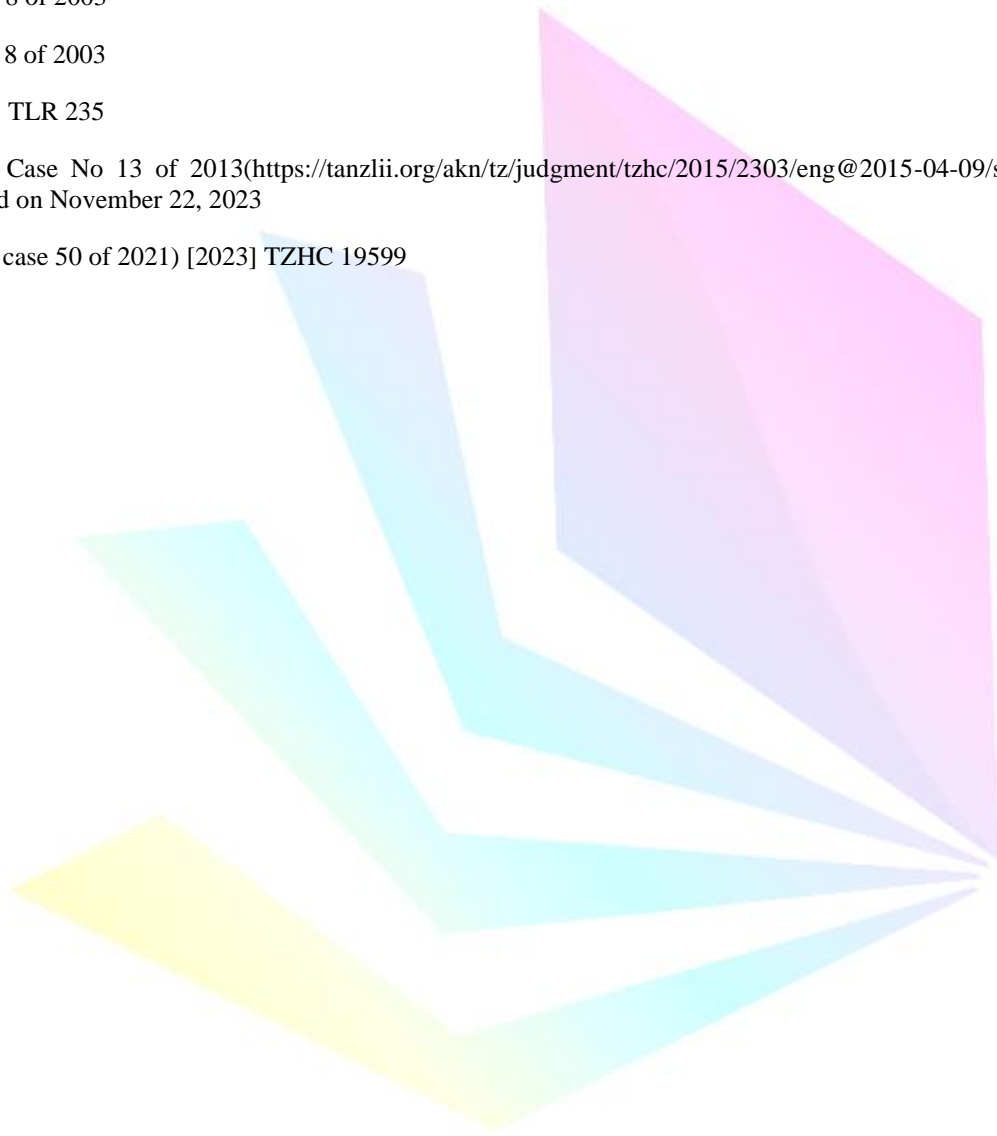 8 of 2003
8 of 2003
TLR 235
Case No 13 of 2013(https://tanzlii.org/akn/tz/judgment/tzhc/2015/2303/eng@2015-04-09/s
d on November 22, 2023
case 50 of 2021) [2023] TZHC 19599